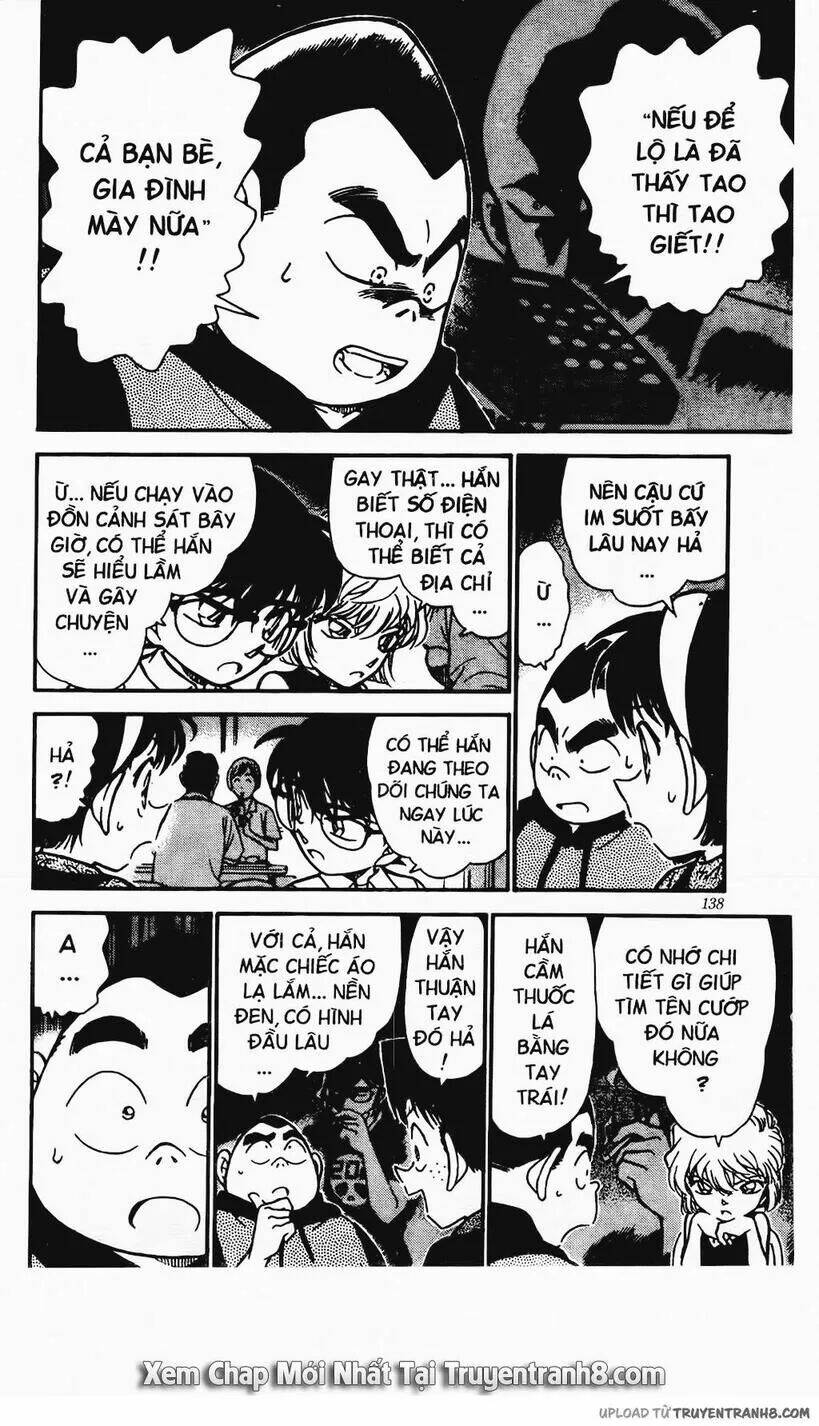 "NẾU ĐỂ
LỘ LÀ ĐÃ
THẤY TAO
THÌ TAO
GIẾT!!
CẢ BẠN BÈ,
GIA ĐÌNH
MÀY NỮA"
!!
NÊN CẬU CỨ
IM SUỐT BẤY
LÂU NAY HẢ
...
Ừ
...
GAY THẬT... HẮN
BIẾT SỐ ĐIỆN
THOẠI, THÌ CÓ
THỂ BIẾT CẢ
ĐỊA CHỈ
...
Ừ... NẾU CHẠY VÀO
ĐỒN CẢNH SÁT BÂY
GIỜ, CÓ THỂ HẮN
SẼ HIỂU LẦM
VÀ GÂY
CHUYỆN
...
CÓ THỂ HẮN
ĐANG THEO
DÕI CHÚNG TA
NGAY LÚC
NÀY...
HẢ
?!
138
CÓ NHỚ CHI
TIẾT GÌ GIÚP
TÌM TÊN CƯỚP
ĐÓ NỮA
KHÔNG
?
HẮN
CẦM
THUỐC
LÁ
BẰNG TAY
TRÁI!
VẬY
HẮN
THUẬN
TAY
ĐÓ HẢ
!
VỚI CẢ, HẮN
MẶC CHIẾC ÁO
LẠ LẮM... NỀN
ĐEN, CÓ HÌNH
ĐẦU LÂU
...
A
...
Xem Chap Mới Nhất Tại Truyentranh8.com
UPLOAD TỪ TRUYENTRANH8.COM